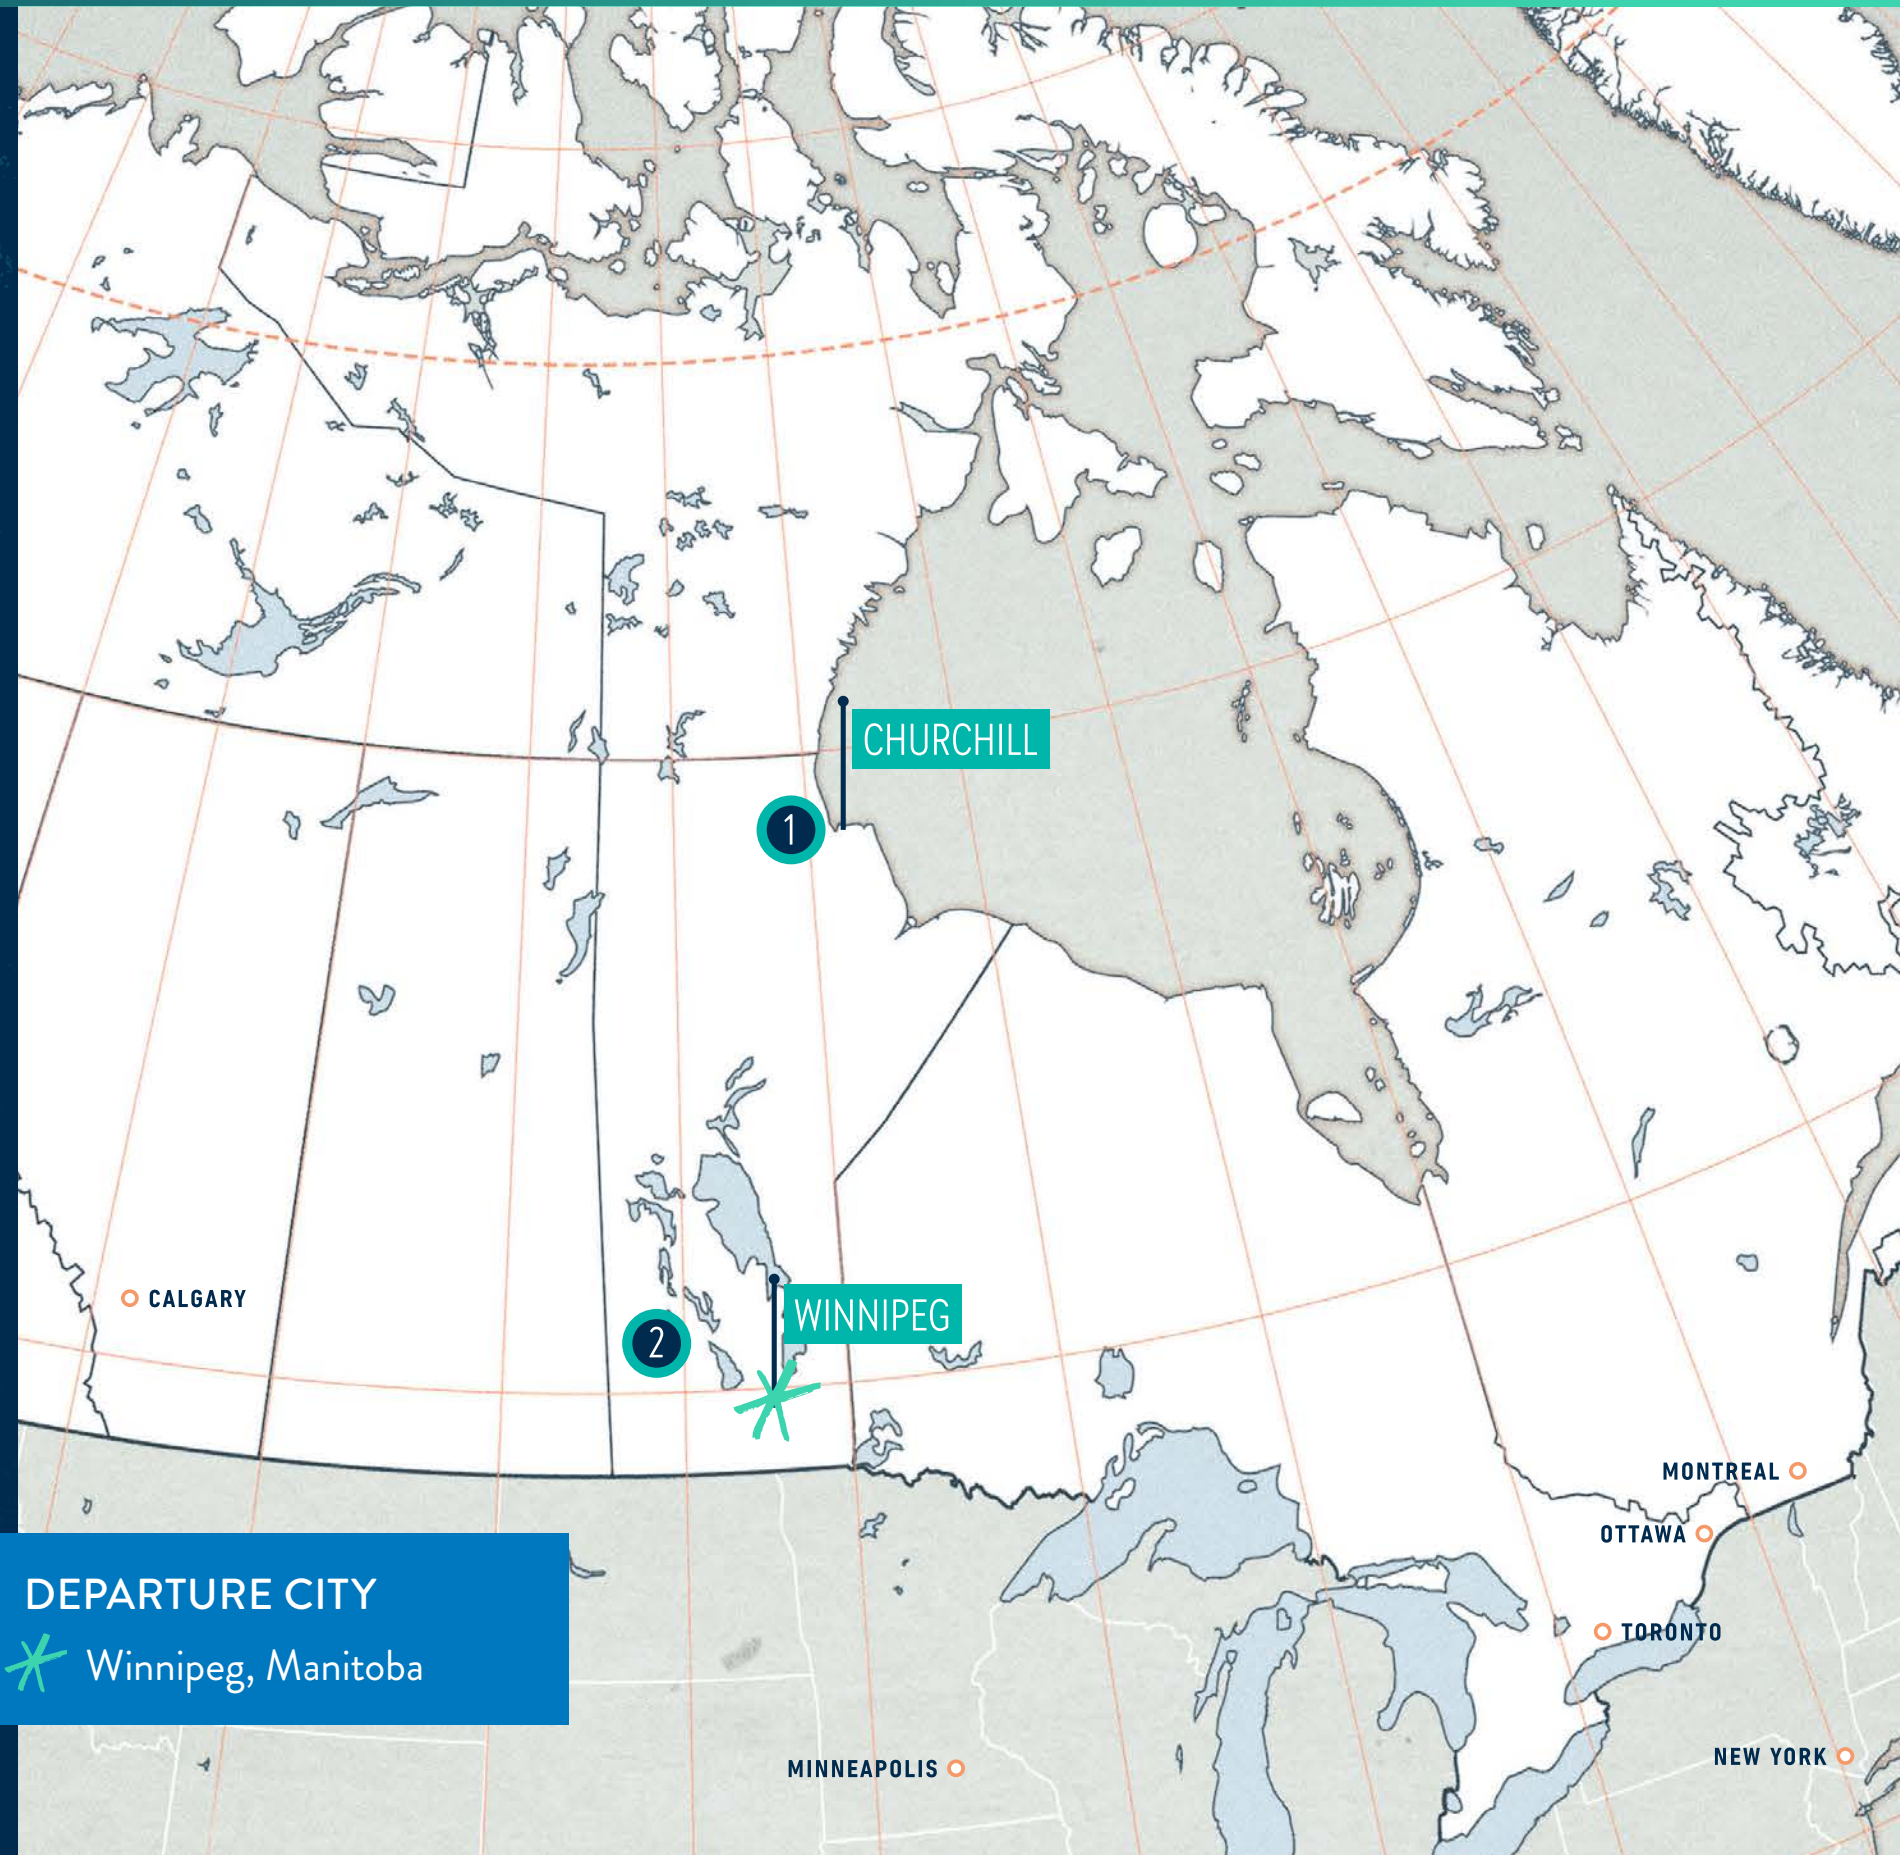 CHURCHILL
1
CALGARY
WINNIPEG
2
MONTREAL
OTTAWA
DEPARTURE CITY
TORONTO
Winnipeg, Manitoba
NEW YORK
MINNEAPOLIS